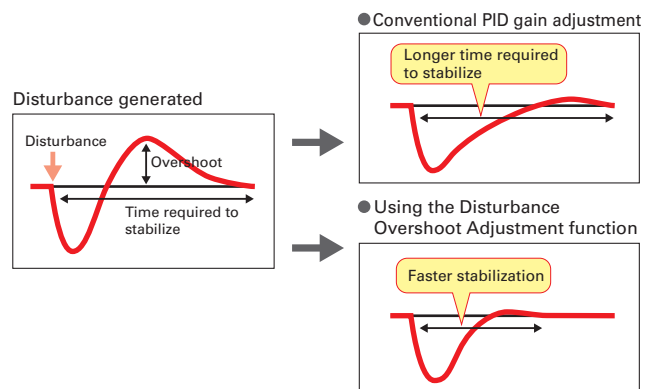 Disturbance generated
Disturbance
Overshoot
Time required to
stabilize
● Conventional PID gain adjustment
Longer time required
to stabilize
● Using the Disturbance
Overshoot Adjustment function
Faster stabilization